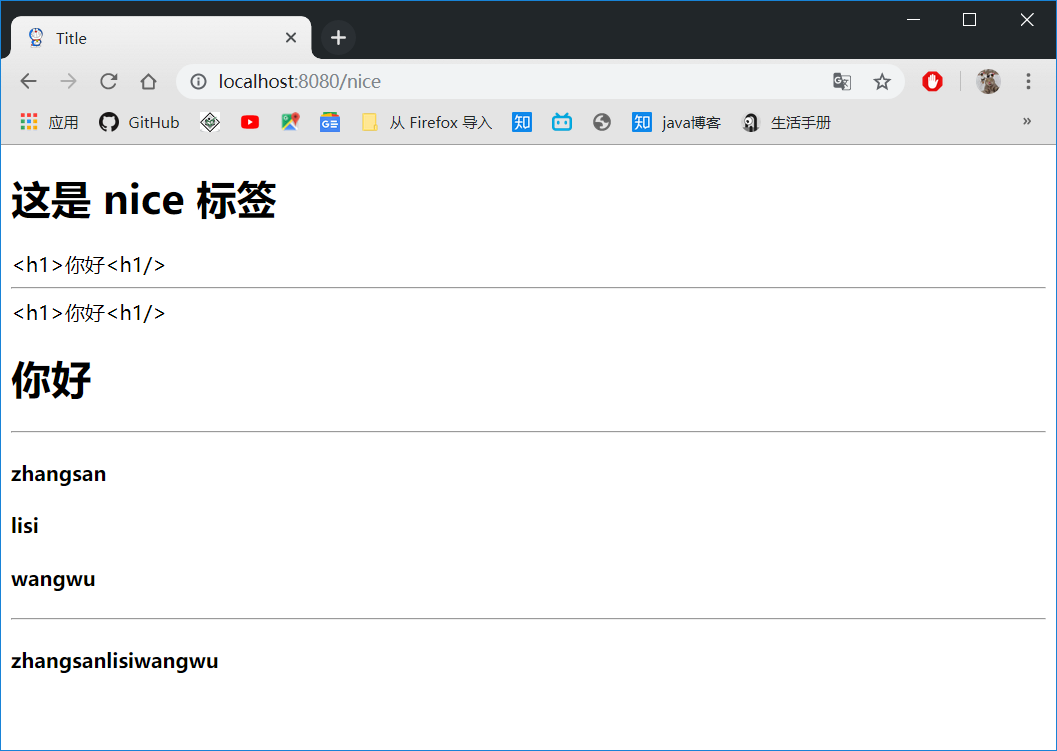 Title
localhost:8080/nice
应用 GitHub 从 Firefox 导入 知 知 java博客 生活手册 »
这是 nice 标签
<h1>你好<h1/>
<h1>你好<h1/>
你好
zhangsan
lisi
wangwu
zhangsanlisiwangwu